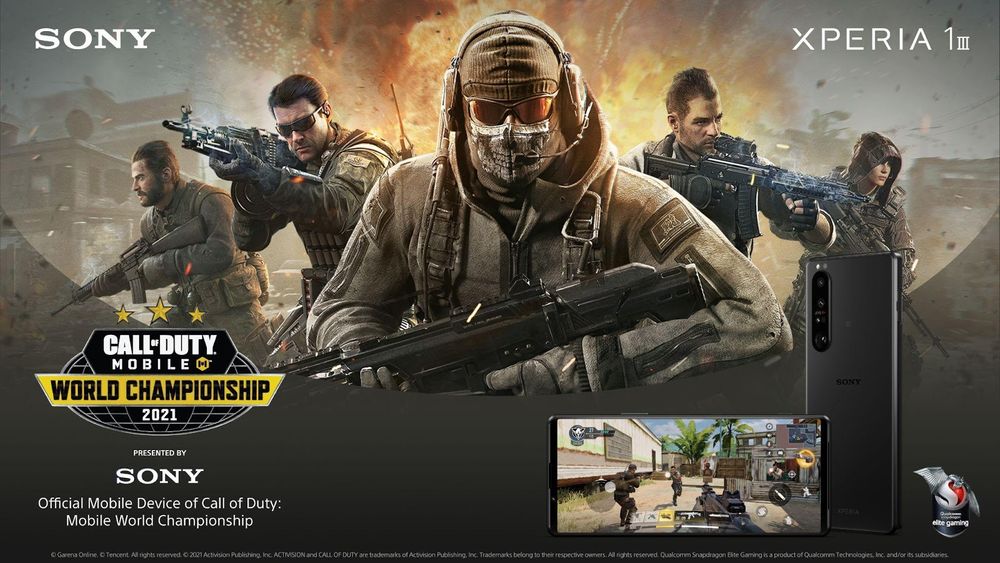 SONY
XPERIA 1 III
CALL OF DUTY
MOBILE
WORLD CHAMPIONSHIP
2021
PRESENTED BY
SONY
Official Mobile Device of Call of Duty:
Mobile World Championship
SONY
XPERIA
Qualcomm
snapdragon
elite gaming
© Garena Online. © Tencent. All rights reserved. © 2021 Activision Publishing, Inc. ACTIVISION and CALL OF DUTY are trademarks of Activision Publishing, Inc. Trademarks belong to their respective owners. All rights reserved. Qualcomm Snapdragon Elite Gaming is a product of Qualcomm Technologies, Inc. and/or its subsidiaries.